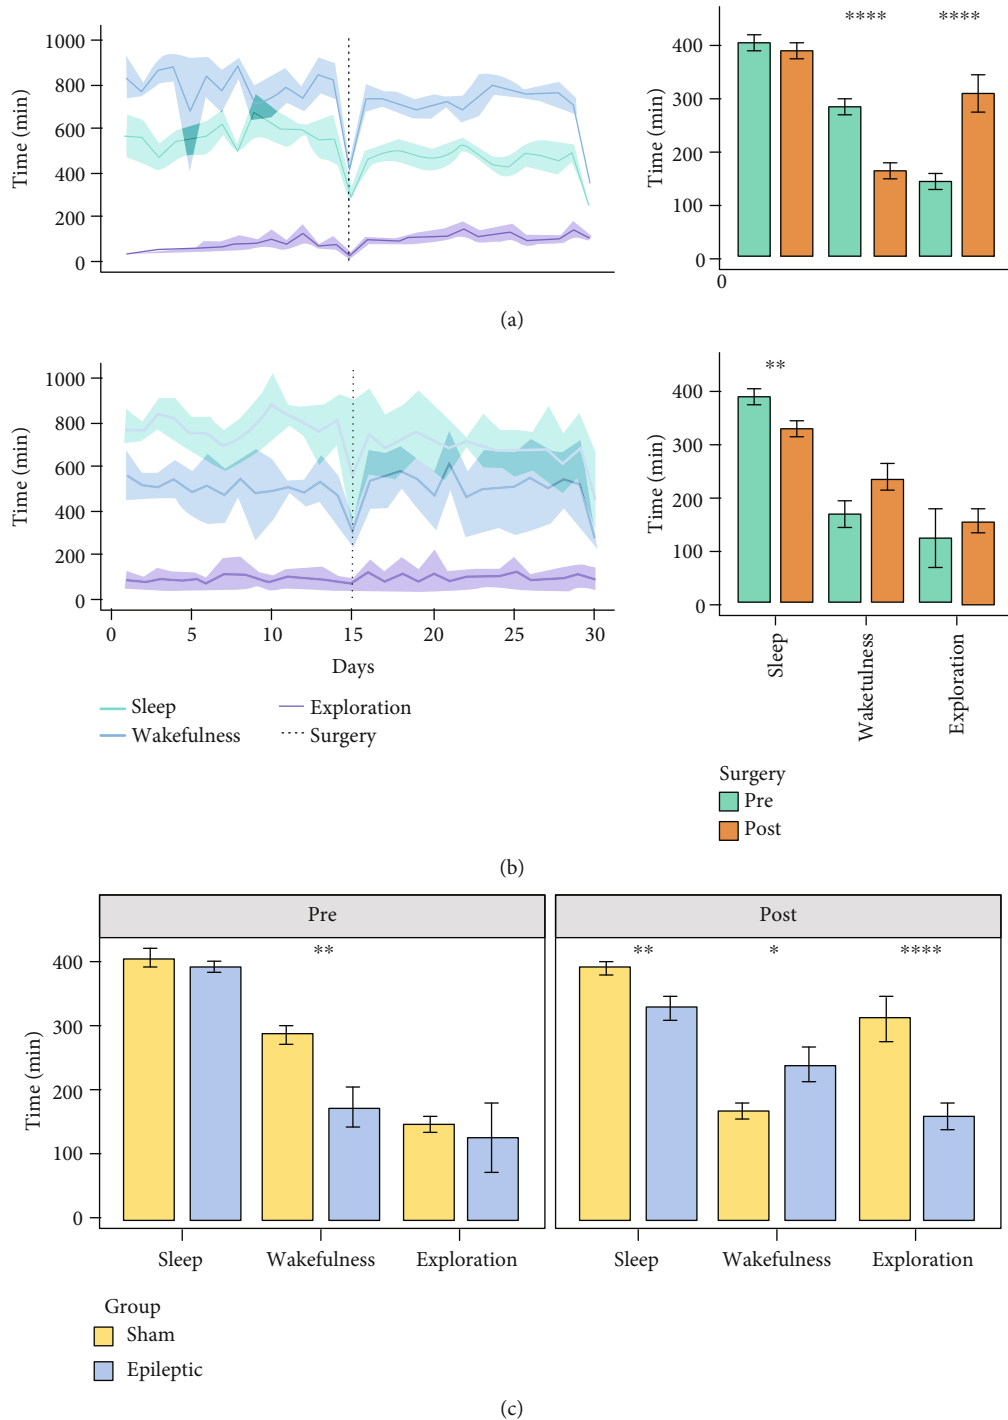 1000
800
600
400
200
0
Time (min)
**** ****
400
300
200
100
0
Time (min)
0
(a)
1000
800
600
400
200
0
Time (min)
0 5 10 15 20 25 30
Days
Sleep
Wakefulness
Exploration
Surgery
**
400
300
200
100
0
Time (min)
Sleep
Waketulness
Exploration
Surgery
Pre
Post
(b)
Pre Post
** ** * ****
400
300
200
100
0
Time (min)
Sleep Wakefulness Exploration Sleep Wakefulness Exploration
Group
Sham
Epileptic
(c)